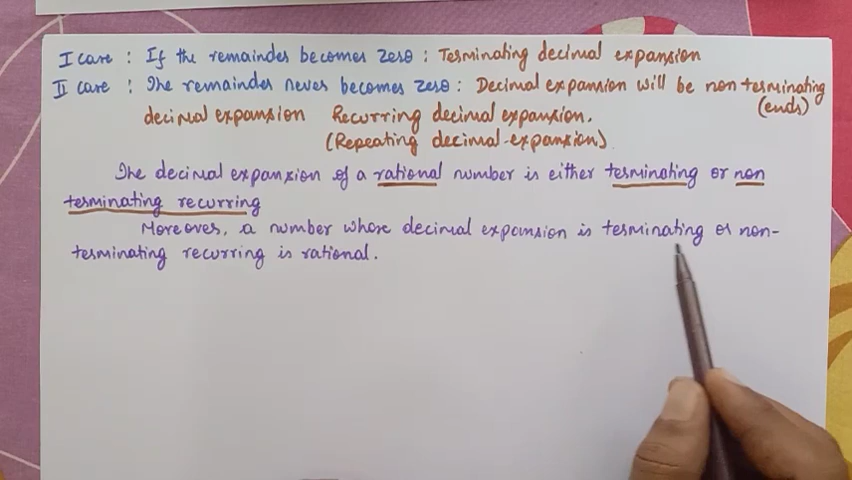 I case : If the remainder becomes zero : Terminating decimal expansion
II case : The remainder never becomes zero : Decimal expansion will be non terminating
(ends)
decimal expansion Recurring decimal expansion.
(Repeating decimal expansion).
The decimal expansion of a rational number is either terminating or non
terminating recurring
Moreover, a number whose decimal expansion is terminating or non-
terminating recurring is rational.